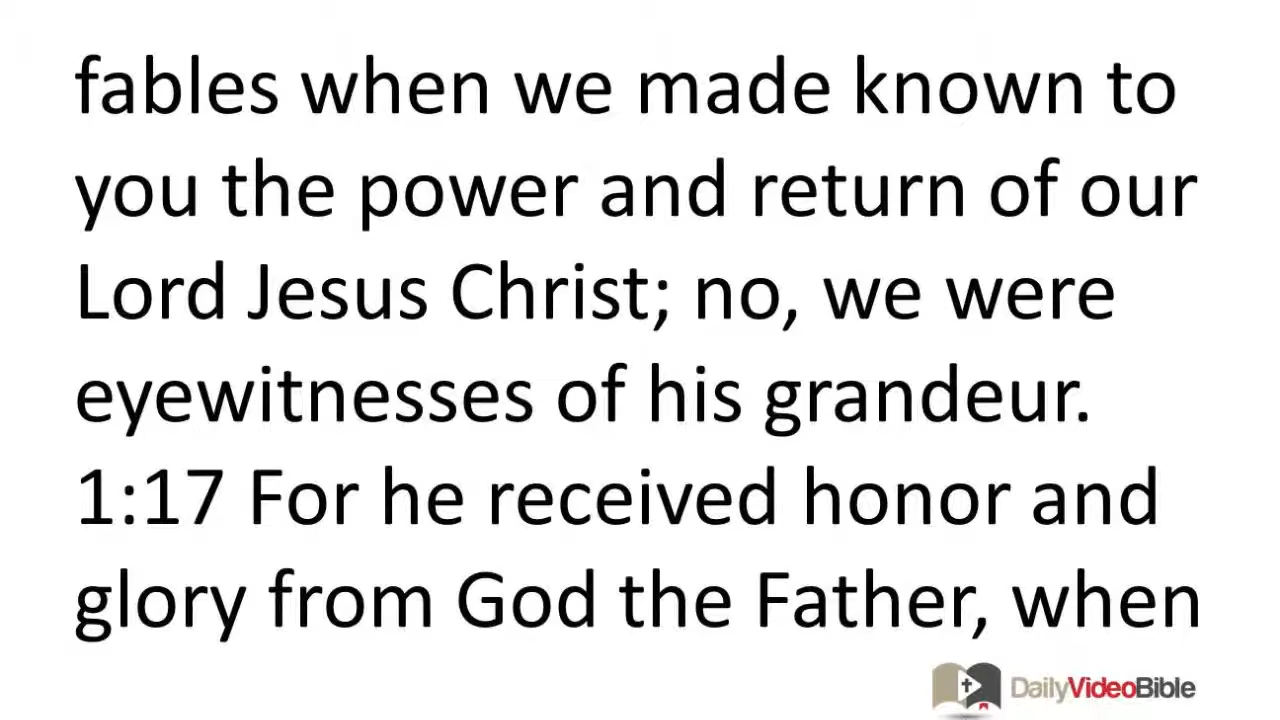 fables when we made known to
you the power and return of our
Lord Jesus Christ; no, we were
eyewitnesses of his grandeur.
1:17 For he received honor and
glory from God the Father, when
DailyVideoBible